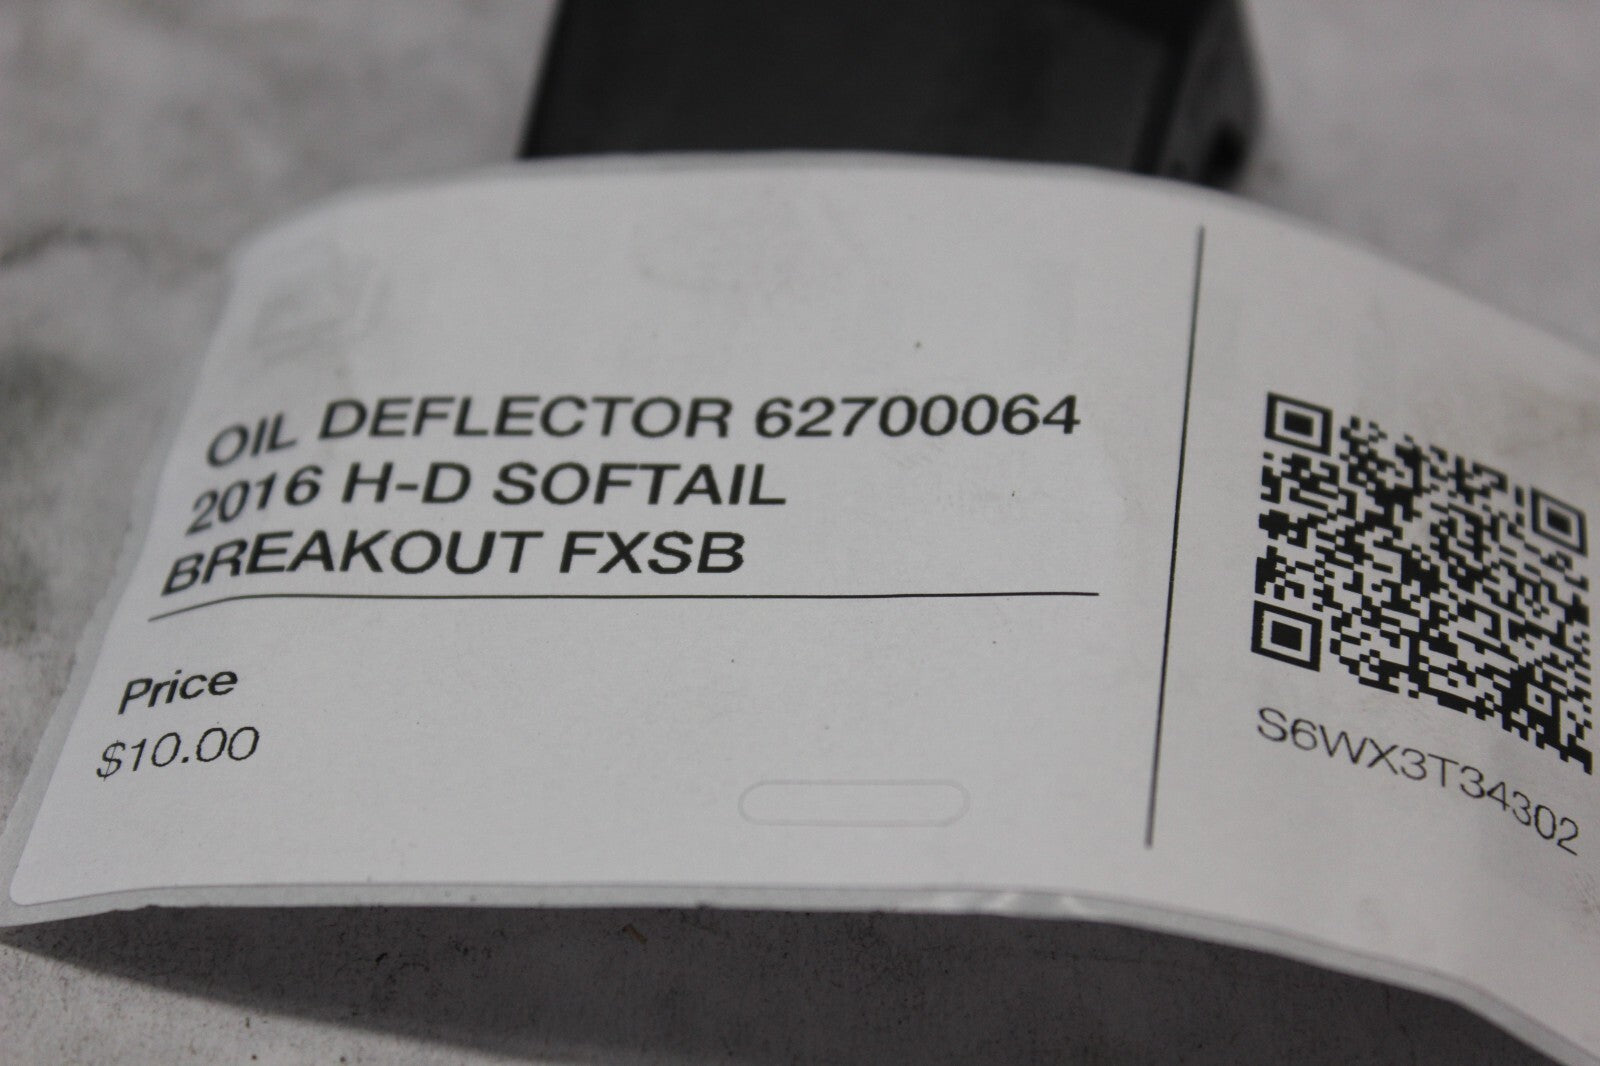 OIL DEFLECTOR 62700064
2016 H-D SOFTAIL
BREAKOUT FXSB
Price
$10.00
S6WX3T34302